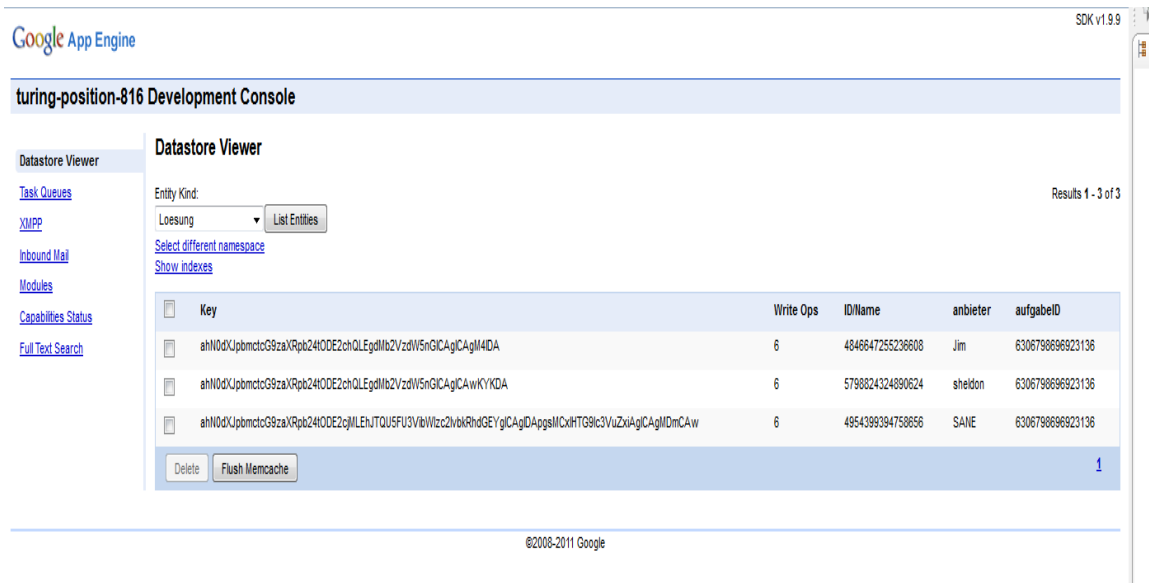 SDK v1.9.9
Google App Engine
turing-position-816 Development Console
Datastore Viewer
Task Queues
XMPP
Inbound Mail
Modules
Capabilities Status
Full Text Search
Datastore Viewer
Entity Kind:
Results 1 - 3 of 3
Loesung List Entities
Select different namespace
Show indexes
Key Write Ops ID/Name anbieter aufgabeID
6 4846647255236608 Jim 6306798696923136
6 5798824324890624 sheldon 6306798696923136
6 4954399394758656 SANE 6306798696923136
Delete Flush Memcache 1
©2008-2011 Google